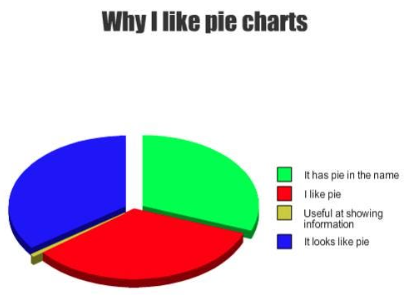 Why I like pie charts
It has pie in the name
I like pie
Useful at showing
information
It looks like pie